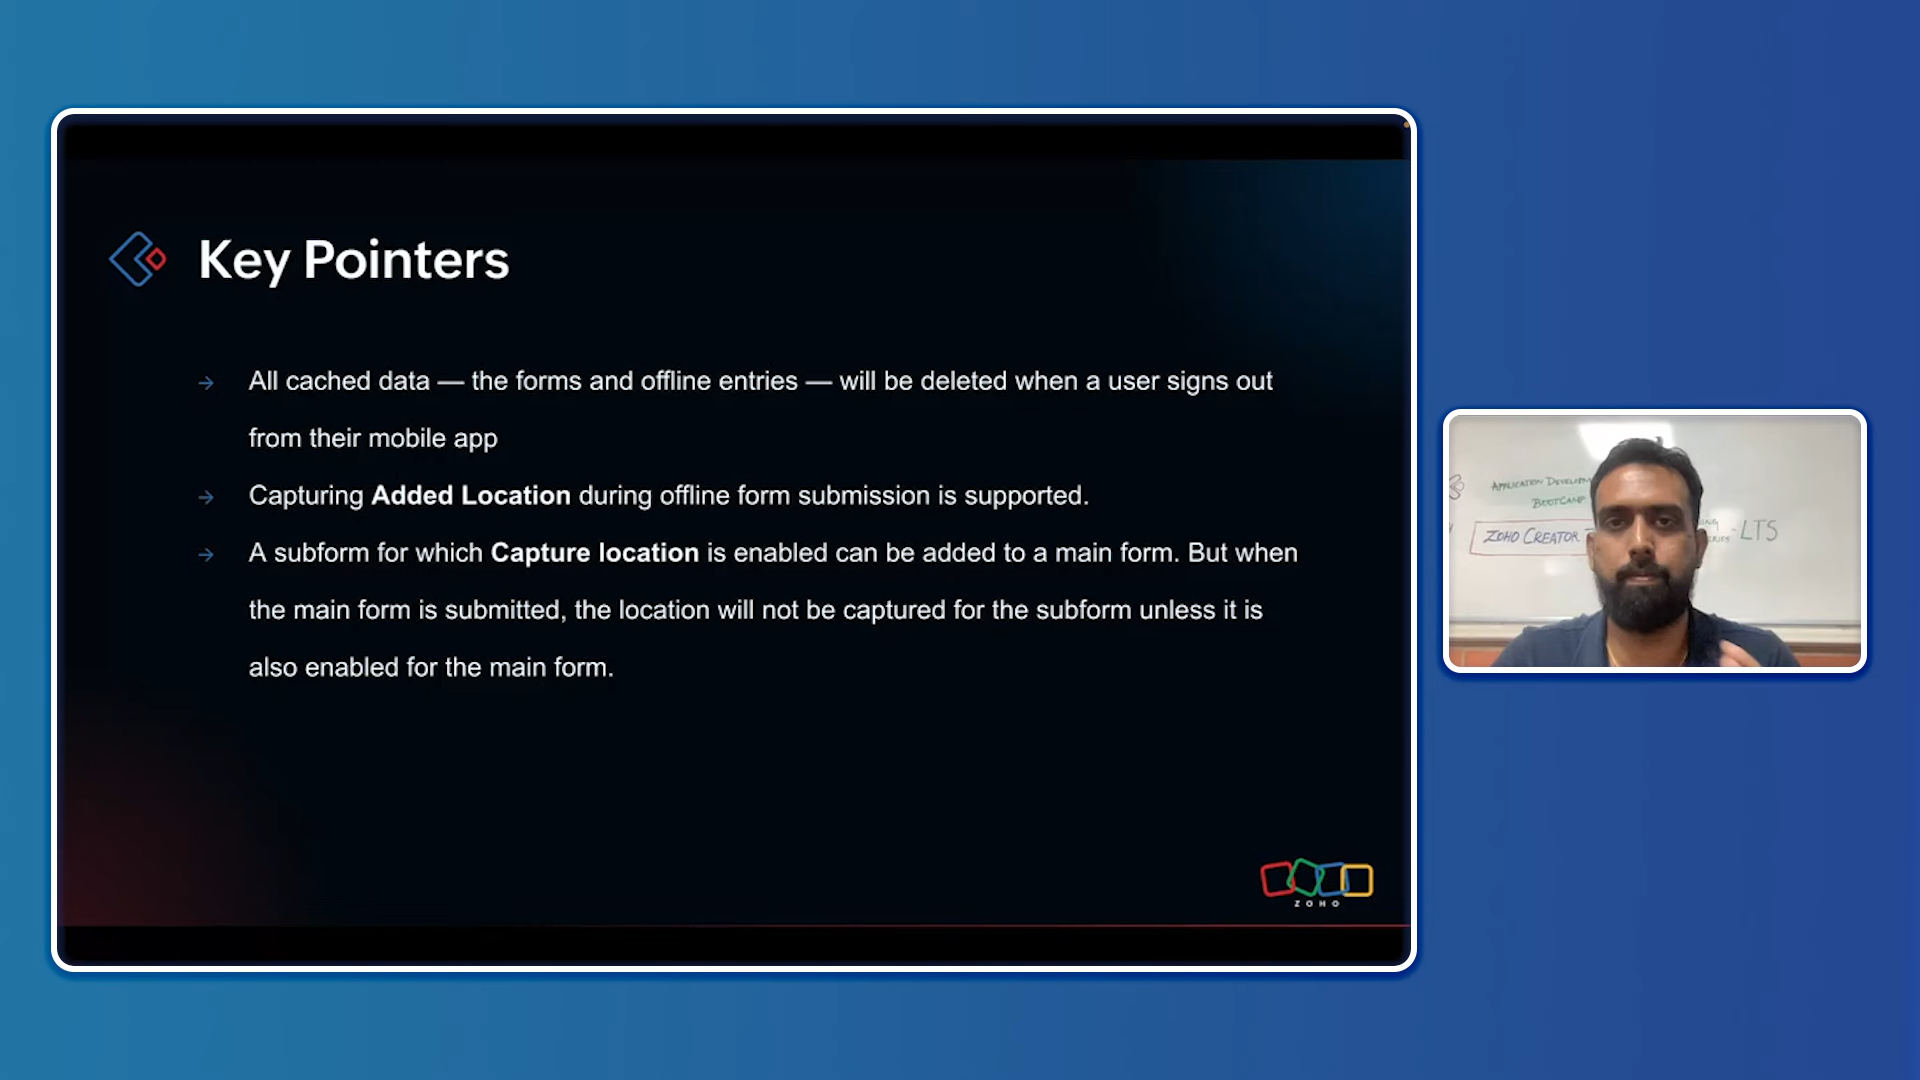 Key Pointers
→ All cached data — the forms and offline entries — will be deleted when a user signs out
from their mobile app
→ Capturing Added Location during offline form submission is supported.
→ A subform for which Capture location is enabled can be added to a main form. But when
the main form is submitted, the location will not be captured for the subform unless it is
also enabled for the main form.
ZOHO
APPLICATION
BOOTCAMP
ZOHO CREATOR
LTS